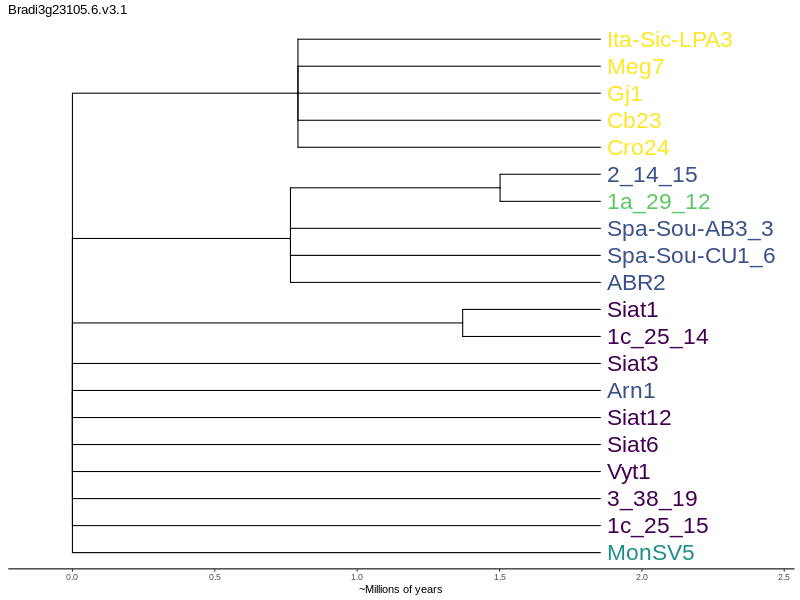 Bradi3g23105.6.v3.1
Ita-Sic-LPA3
Meg7
Gj1
Cb23
Cro24
2_14_15
1a_29_12
Spa-Sou-AB3_3
Spa-Sou-CU1_6
ABR2
Siat1
1c_25_14
Siat3
Arn1
Siat12
Siat6
Vyt1
3_38_19
1c_25_15
MonSV5
0.0 0.5 1.0 1.5 2.0 2.5
~Millions of years